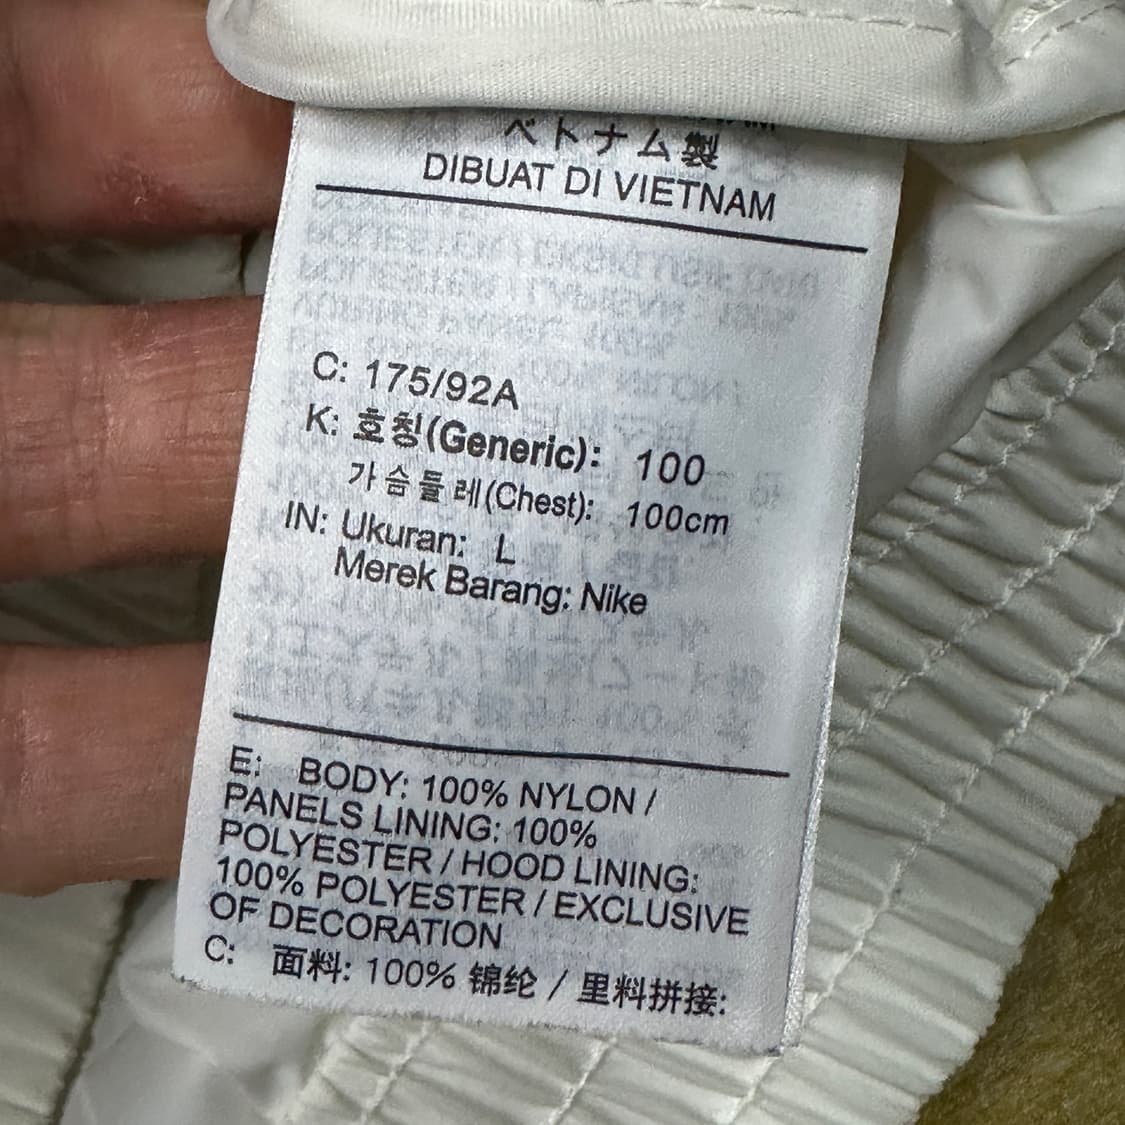 ベトナム製
DIBUAT DI VIETNAM
C: 175/92A
K: 호칭(Generic): 100
가슴둘레(Chest): 100cm
IN: Ukuran: L
Merek Barang: Nike
E: BODY: 100% NYLON /
PANELS LINING: 100%
POLYESTER / HOOD LINING:
100% POLYESTER / EXCLUSIVE
OF DECORATION
C: 面料: 100% 锦纶 / 里料拼接: